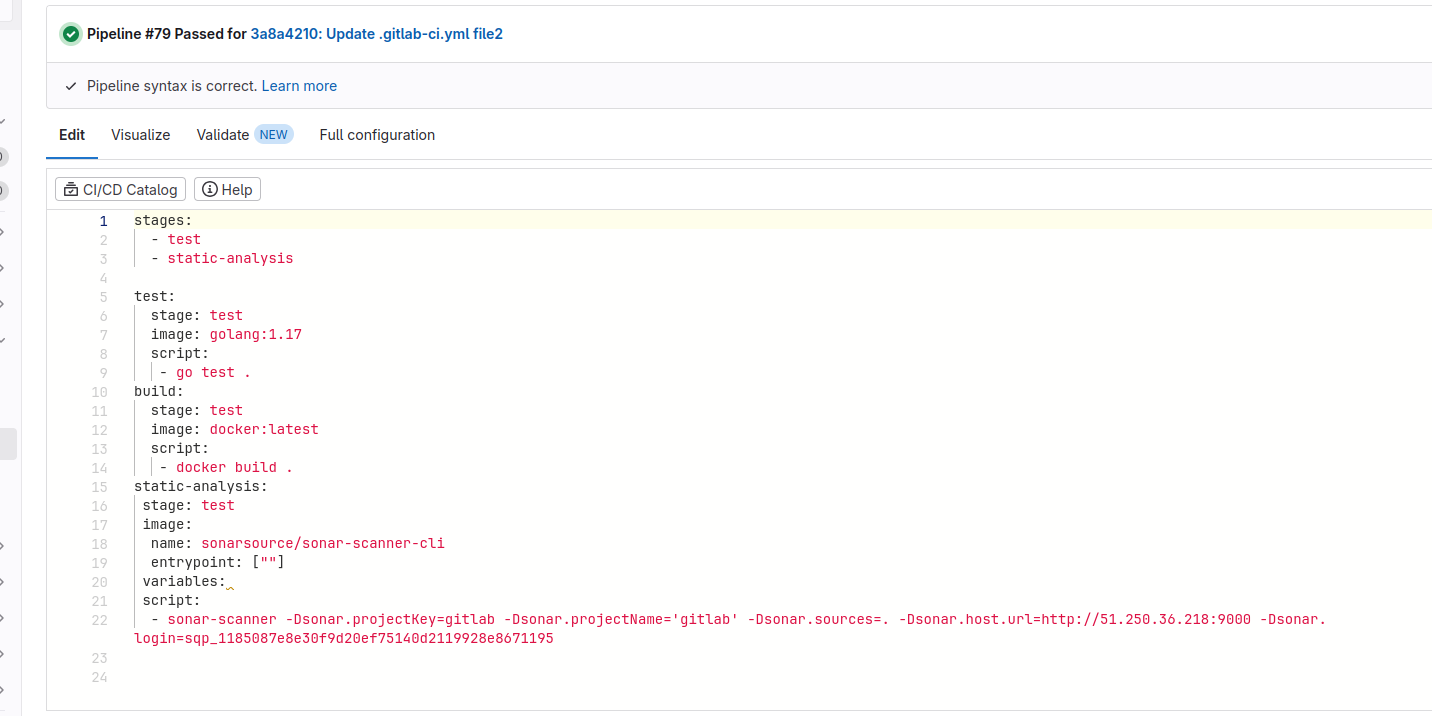 Pipeline #79 Passed for 3a8a4210: Update .gitlab-ci.yml file2
Pipeline syntax is correct. Learn more
Edit Visualize Validate NEW Full configuration
CI/CD Catalog Help
1 stages:
2   - test
3   - static-analysis
4
5 test:
6   stage: test
7   image: golang:1.17
8   script:
9    - go test .
10 build:
11   stage: test
12   image: docker:latest
13   script:
14    - docker build .
15 static-analysis:
16  stage: test
17  image:
18   name: sonarsource/sonar-scanner-cli
19   entrypoint: [""]
20  variables:
21  script:
22   - sonar-scanner -Dsonar.projectKey=gitlab -Dsonar.projectName='gitlab' -Dsonar.sources=. -Dsonar.host.url=http://51.250.36.218:9000 -Dsonar.
login=sqp_1185087e8e30f9d20ef75140d2119928e8671195
23
24